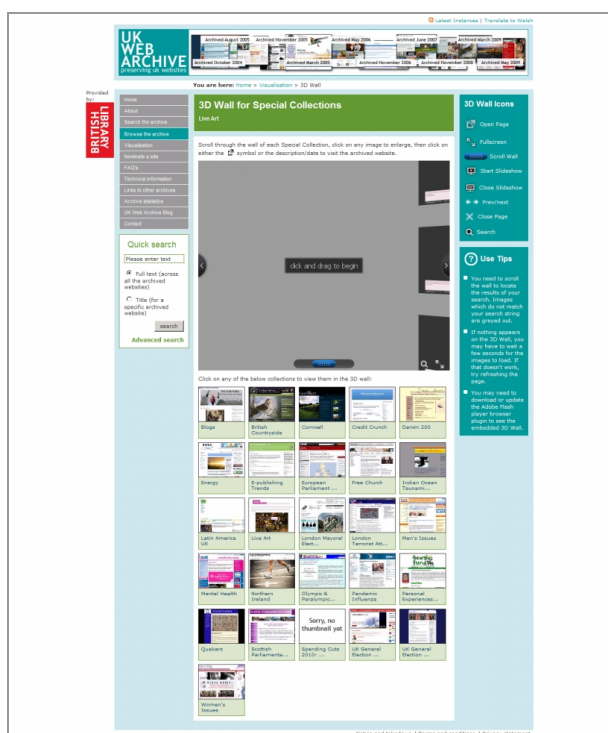 Latest Instances | Translate to Welsh
UK
WEB
ARCHIVE
preserving uk websites
Archived August 2005
Archived November 2005
Archived May 2006
Archived June 2007
Archived March 2009
Archived October 2004
Archived March 2005
Archived November 2006
Archived November 2008
Archived May 2009
You are here: Home » Visualisation » 3D Wall
Provided
by:
BRITISH
LIBRARY
Home
About
Search the archive
Browse the archive
Visualisation
Nominate a site
FAQ's
Technical information
Links to other archives
Archive statistics
UK Web Archive Blog
Contact
Quick search
Please enter text
Full text (across
all the archived
websites)
Title (for a
specific archived
website)
search
Advanced search
3D Wall for Special Collections
Live Art
Scroll through the wall of each Special Collection, click on any image to enlarge, then click on
either the symbol or the description/date to visit the archived website.
click and drag to begin
Click on any of the below collections to view them in the 3D wall:
Blogs
British
Countryside
Cornwall
Credit Crunch
Darwin 200
Energy
E-publishing
Trends
European
Parliament ...
Free Church
Indian Ocean
Tsunami...
Latin America
UK
Live Art
London Mayoral
Elect...
London
Terrorist Att...
Men's Issues
Mental Health
Northern
Ireland
Olympic &
Paralympic...
Pandemic
Influenza
Personal
Experiences...
Quakers
Scottish
Parliamenta...
Sorry, no
thumbnail yet
Spending Cuts
2010: ...
UK General
Election ...
UK General
Election ...
Women's
Issues
3D Wall Icons
Open Page
Fullscreen
Scroll Wall
Start Slideshow
Close Slideshow
Prev/next
Close Page
Search
Use Tips
You need to scroll
the wall to locate
the results of your
search. Images
which do not match
your search string
are greyed out.
If nothing appears
on the 3D Wall, you
may have to wait a
few seconds for the
images to load. If
that doesn't work,
try refreshing the
page.
You may need to
download or update
the Adobe Flash
player browser
plugin to see the
embedded 3D Wall.